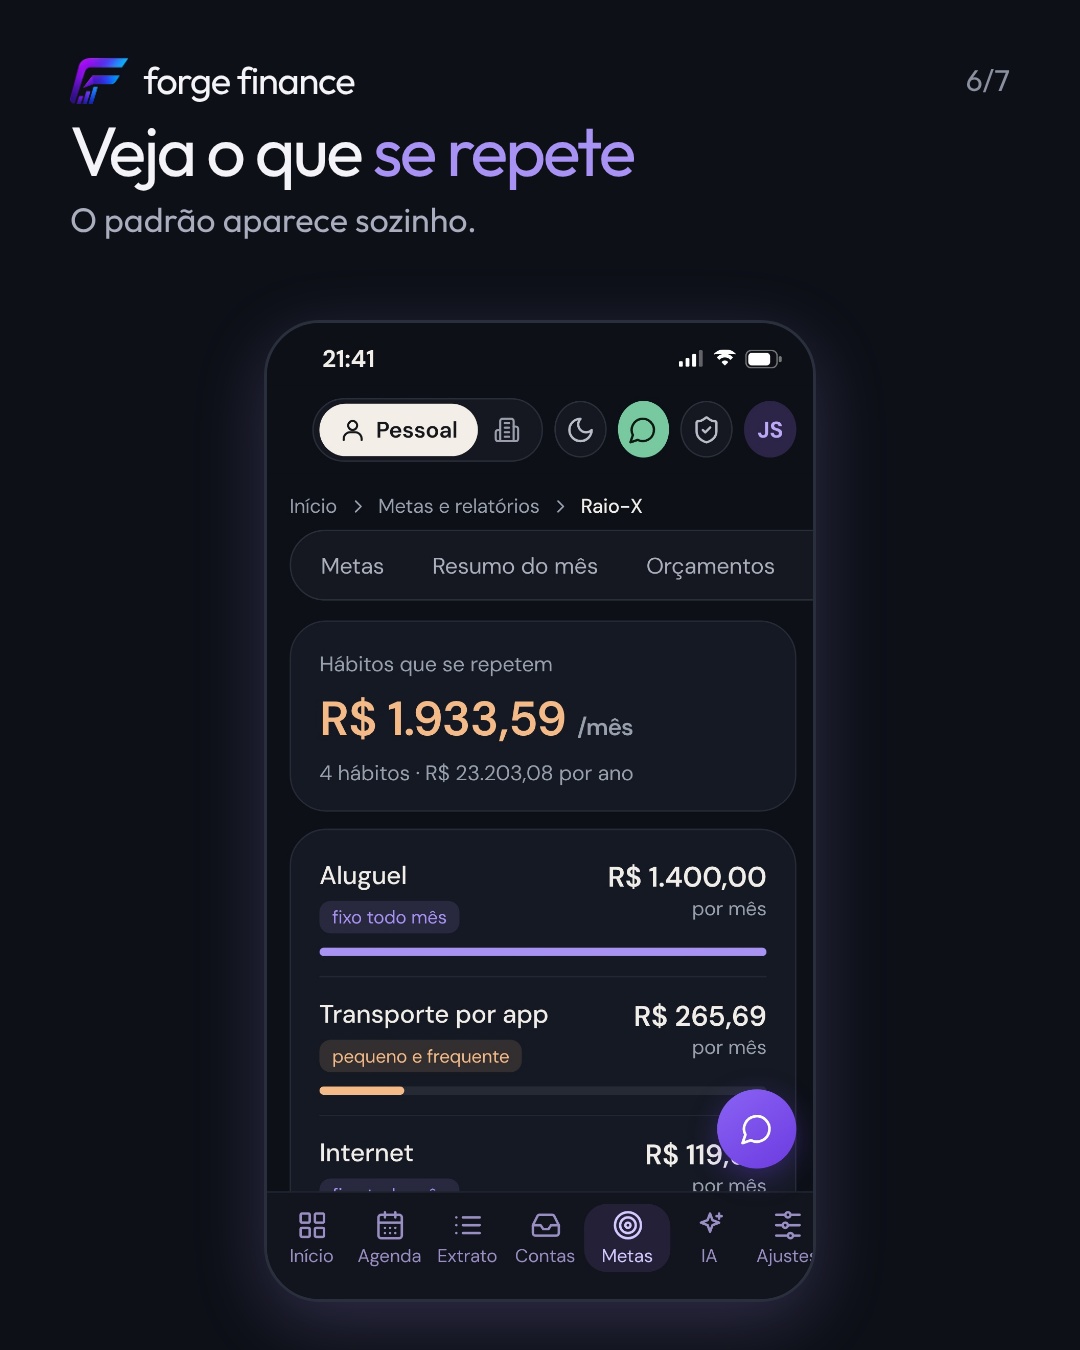 forge finance
6/7
Veja o que se repete
O padrão aparece sozinho.
21:41
Pessoal
JS
Início > Metas e relatórios > Raio-X
Metas Resumo do mês Orçamentos
Hábitos que se repetem
R$ 1.933,59 /mês
4 hábitos · R$ 23.203,08 por ano
Aluguel R$ 1.400,00
fixo todo mês por mês
Transporte por app R$ 265,69
pequeno e frequente por mês
Internet R$ 119,
por mês
Início Agenda Extrato Contas Metas IA Ajustes